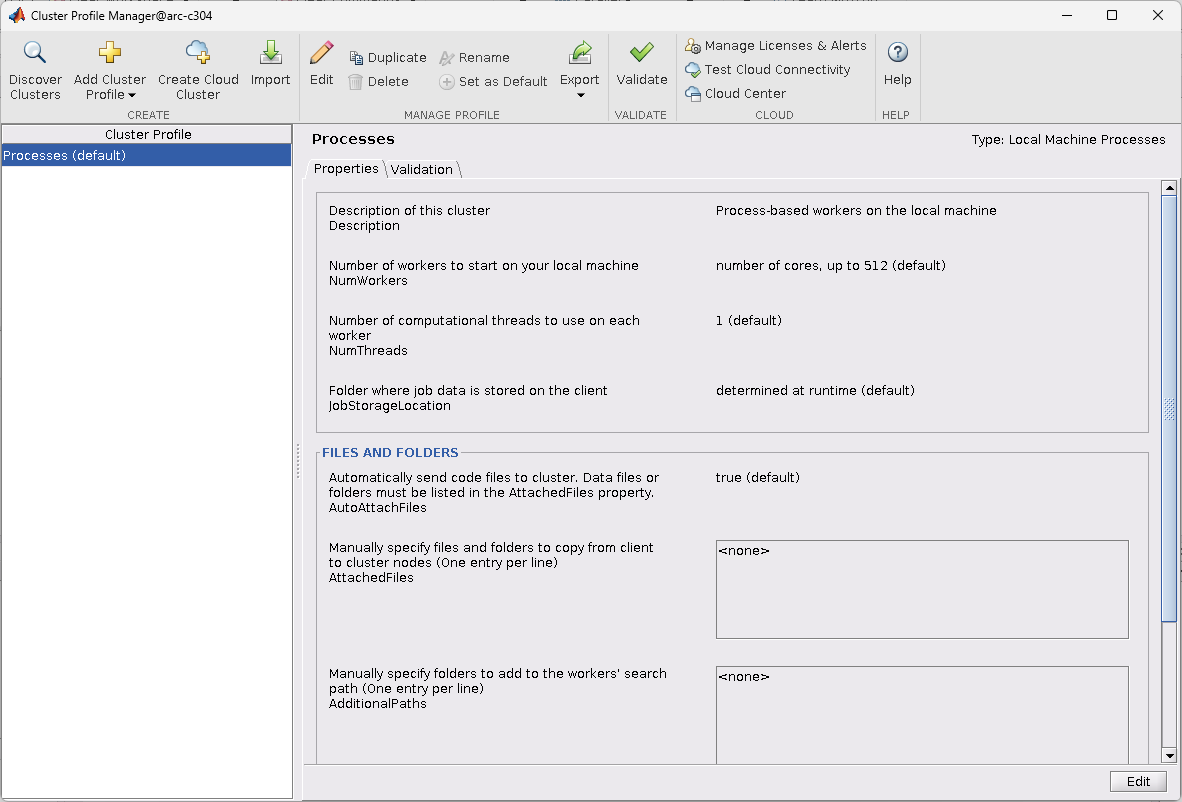 Cluster Profile Manager@arc-c304
Discover Clusters
Add Cluster Profile
Create Cloud Cluster
Import
CREATE
Edit
Duplicate
Delete
Rename
Set as Default
Export
MANAGE PROFILE
Validate
VALIDATE
Manage Licenses & Alerts
Test Cloud Connectivity
Cloud Center
CLOUD
Help
HELP
Cluster Profile
Processes (default)
Processes
Type: Local Machine Processes
Properties
Validation
Description of this cluster
Description
Process-based workers on the local machine
Number of workers to start on your local machine
NumWorkers
number of cores, up to 512 (default)
Number of computational threads to use on each
worker
NumThreads
1 (default)
Folder where job data is stored on the client
JobStorageLocation
determined at runtime (default)
FILES AND FOLDERS
Automatically send code files to cluster. Data files or
folders must be listed in the AttachedFiles property.
AutoAttachFiles
true (default)
Manually specify files and folders to copy from client
to cluster nodes (One entry per line)
AttachedFiles
<none>
Manually specify folders to add to the workers' search
path (One entry per line)
AdditionalPaths
<none>
Edit